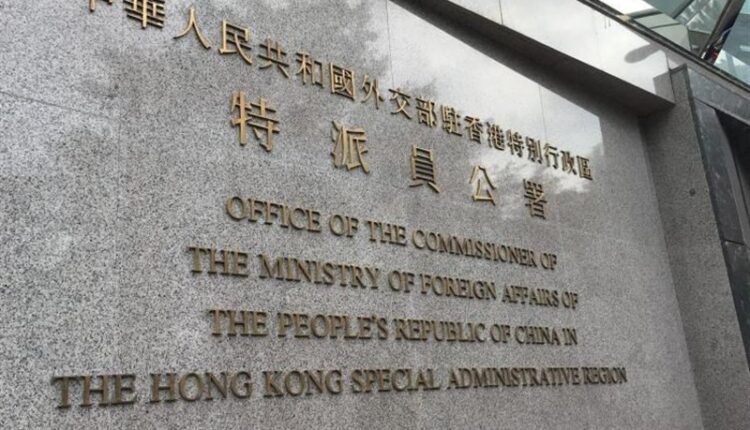 中華人民共和國外交部駐香港特別行政區
特派員公署
OFFICE OF THE COMMISSIONER OF
THE MINISTRY OF FOREIGN AFFAIRS OF
THE PEOPLE'S REPUBLIC OF CHINA IN
THE HONG KONG SPECIAL ADMINISTRATIVE REGION